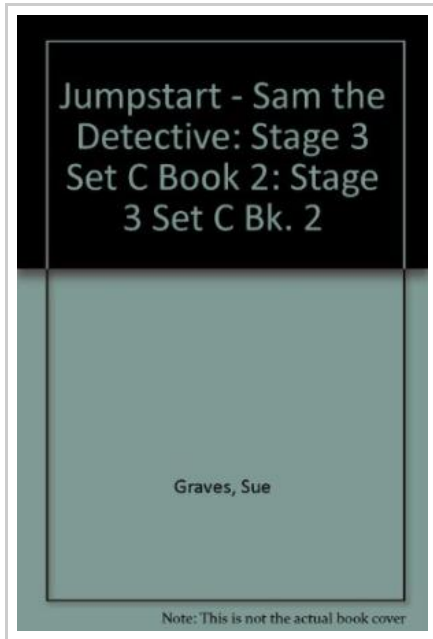 Jumpstart - Sam the
Detective: Stage 3
Set C Book 2: Stage
3 Set C Bk. 2
Graves, Sue
Note: This is not the actual book cover